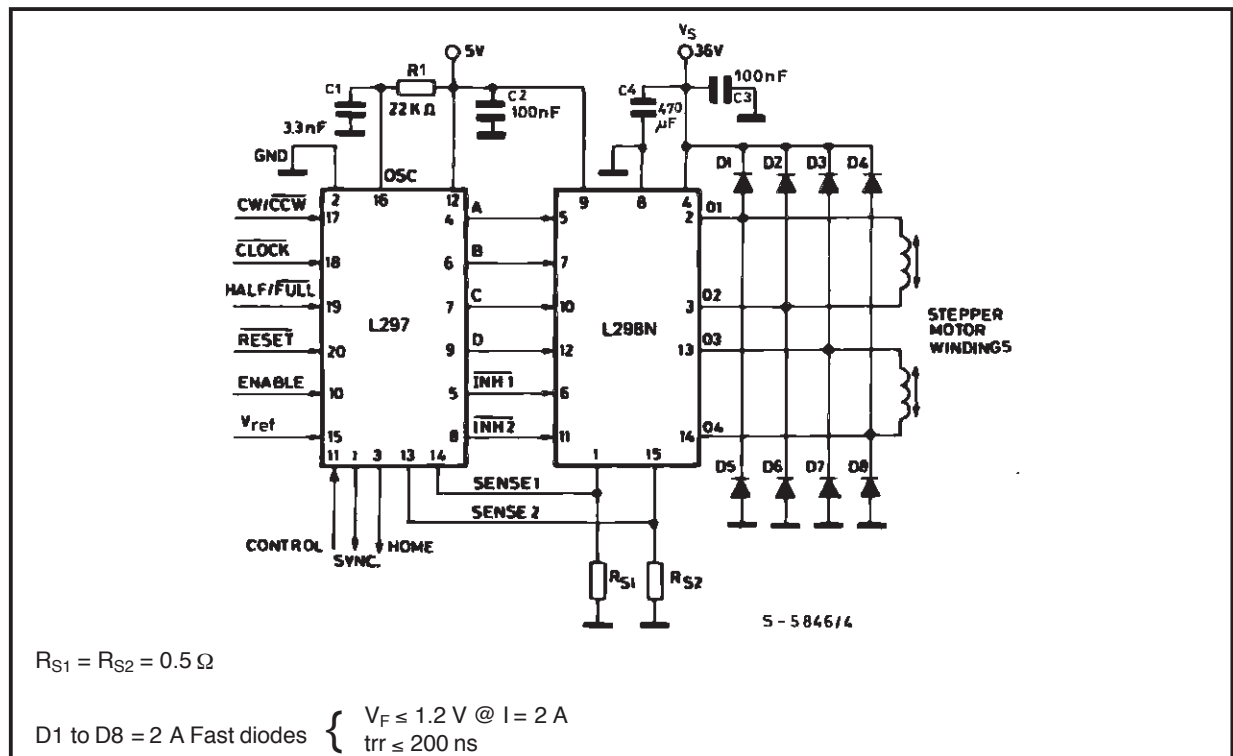 5V
Vs
36V
C1
R1
22KΩ
3.3nF
C2
100nF
C4
470
µF
100nF
C3
GND
OSC
D1 D2 D3 D4
2 16 12
9 8 4
CW/CCW 17
4 A 5
2 O1
CLOCK 18
6 B 7
HALF/FULL 19
7 C 10
3 O2
L297
L298N
STEPPER
MOTOR
WINDINGS
RESET 20
9 D 12
13 O3
ENABLE 10
5 INH1 6
Vref 15
8 INH2 11
14 O4
11 1 3 13 14
1 15
D5 D6 D7 D8
SENSE 1
SENSE 2
CONTROL
SYNC.
HOME
RS1
RS2
S-5846/4
RS1 = RS2 = 0.5 Ω
D1 to D8 = 2 A Fast diodes {
VF ≤ 1.2 V @ I = 2 A
trr ≤ 200 ns